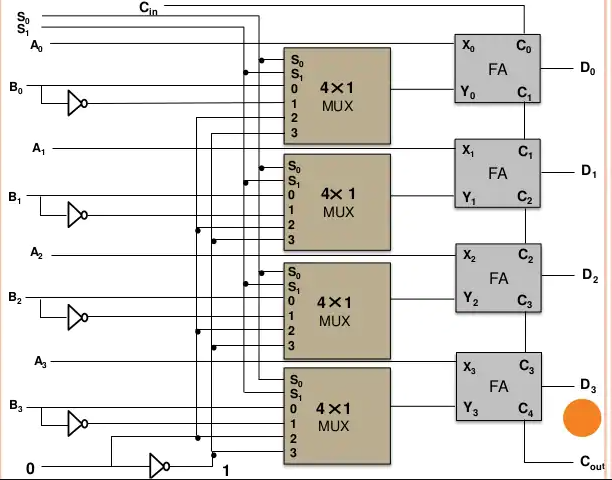 Cin
S0
S1
A0
B0
S0
S1
0
1
2
3
4×1
MUX
X0 C0
FA
Y0 C1
D0
A1
B1
S0
S1
0
1
2
3
4× 1
MUX
X1 C1
FA
Y1 C2
D1
A2
B2
S0
S1
0
1
2
3
4×1
MUX
X2 C2
FA
Y2 C3
D2
A3
B3
S0
S1
0
1
2
3
4×1
MUX
X3 C3
FA
Y3 C4
D3
0
1
Cout